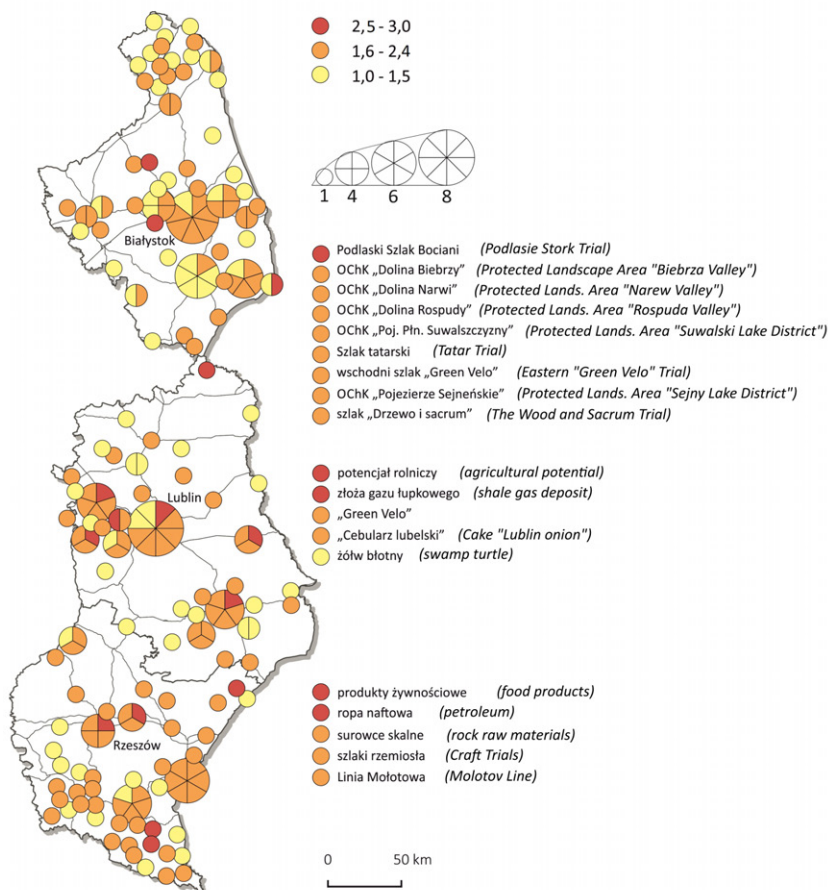 2,5 - 3,0
1,6 - 2,4
1,0 - 1,5
1 4 6 8
Białystok
Podlaski Szlak Bociani (Podlasie Stork Trial)
OChK „Dolina Biebrzy” (Protected Landscape Area "Biebrza Valley")
OChK „Dolina Narwi” (Protected Lands. Area "Narew Valley")
OChK „Dolina Rospudy” (Protected Lands. Area "Rospuda Valley")
OChK „Poj. Płn. Suwalszczyzny” (Protected Lands. Area "Suwalski Lake District")
Szlak tatarski (Tatar Trial)
wschodni szlak „Green Velo” (Eastern "Green Velo" Trial)
OChK „Pojezierze Sejneńskie” (Protected Lands. Area "Sejny Lake District")
szlak „Drzewo i sacrum” (The Wood and Sacrum Trial)
Lublin
potencjał rolniczy (agricultural potential)
złoża gazu łupkowego (shale gas deposit)
„Green Velo”
„Cebularz lubelski” (Cake "Lublin onion")
żółw błotny (swamp turtle)
Rzeszów
produkty żywnościowe (food products)
ropa naftowa (petroleum)
surowce skalne (rock raw materials)
szlaki rzemiosła (Craft Trials)
Linia Mołotowa (Molotov Line)
0 50 km